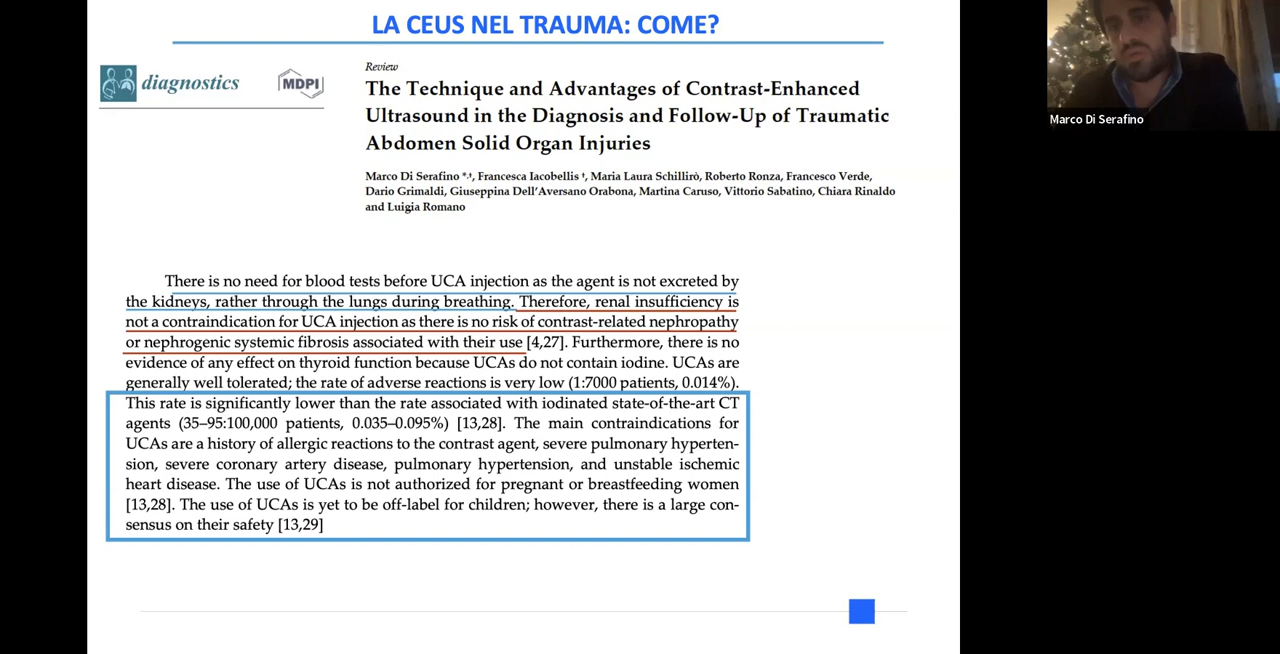 LA CEUS NEL TRAUMA: COME?
diagnostics
MDPI
Review
The Technique and Advantages of Contrast-Enhanced
Ultrasound in the Diagnosis and Follow-Up of Traumatic
Abdomen Solid Organ Injuries
Marco Di Serafino *,†, Francesca Iacobellis †, Maria Laura Schillirò, Roberto Ronza, Francesco Verde,
Dario Grimaldi, Giuseppina Dell'Aversano Orabona, Martina Caruso, Vittorio Sabatino, Chiara Rinaldo
and Luigia Romano
Marco Di Serafino
There is no need for blood tests before UCA injection as the agent is not excreted by
the kidneys, rather through the lungs during breathing. Therefore, renal insufficiency is
not a contraindication for UCA injection as there is no risk of contrast-related nephropathy
or nephrogenic systemic fibrosis associated with their use [4,27]. Furthermore, there is no
evidence of any effect on thyroid function because UCAs do not contain iodine. UCAs are
generally well tolerated; the rate of adverse reactions is very low (1:7000 patients, 0.014%).
This rate is significantly lower than the rate associated with iodinated state-of-the-art CT
agents (35–95:100,000 patients, 0.035–0.095%) [13,28]. The main contraindications for
UCAs are a history of allergic reactions to the contrast agent, severe pulmonary hyperten-
sion, severe coronary artery disease, pulmonary hypertension, and unstable ischemic
heart disease. The use of UCAs is not authorized for pregnant or breastfeeding women
[13,28]. The use of UCAs is yet to be off-label for children; however, there is a large con-
sensus on their safety [13,29]